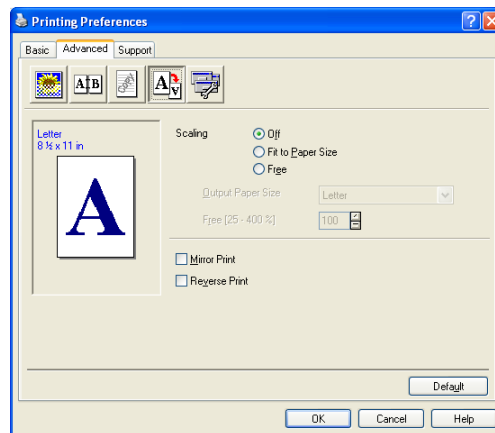 Printing Preferences
Basic Advanced Support
A B A A
Letter
8 ½ x 11 in
A
Scaling Off
Fit to Paper Size
Free
Output Paper Size Letter
Free [25 - 400 %] 100
Mirror Print
Reverse Print
Default
OK Cancel Help